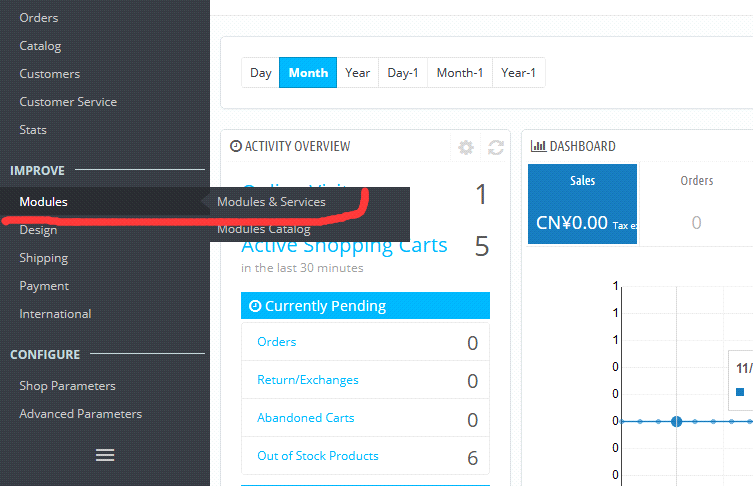 Orders
Catalog
Customers
Customer Service
Stats
IMPROVE
Modules
Modules & Services
Modules Catalog
Design
Shipping
Payment
International
CONFIGURE
Shop Parameters
Advanced Parameters
Day Month Year Day-1 Month-1 Year-1
ACTIVITY OVERVIEW
1
Active Shopping Carts 5
in the last 30 minutes
Currently Pending
Orders 0
Return/Exchanges 0
Abandoned Carts 0
Out of Stock Products 6
DASHBOARD
Sales Orders
CN¥0.00 Tax 0
1
1
1
0
0
0
0
0
11/